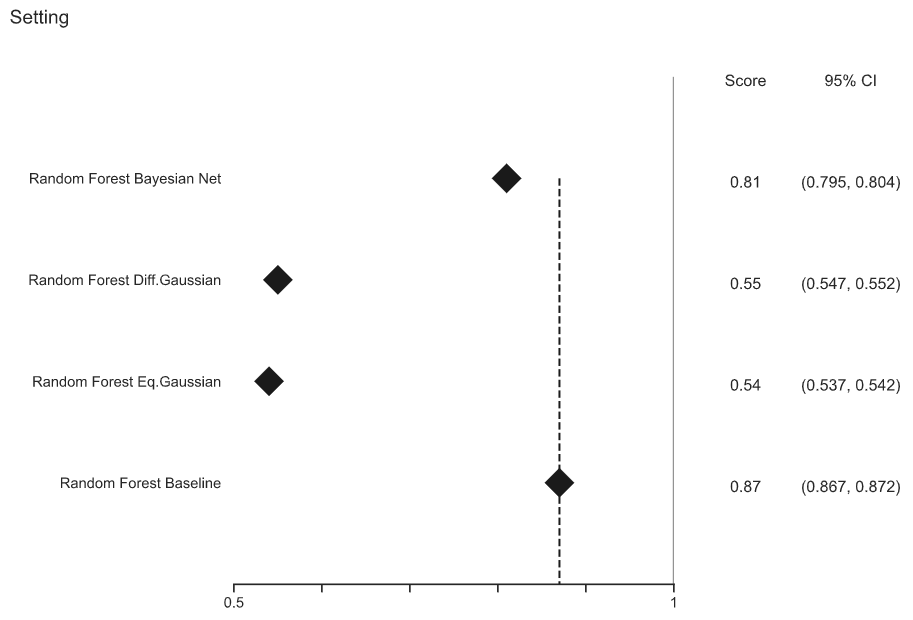 Setting
Score 95% CI
Random Forest Bayesian Net 0.81 (0.795, 0.804)
Random Forest Diff.Gaussian 0.55 (0.547, 0.552)
Random Forest Eq.Gaussian 0.54 (0.537, 0.542)
Random Forest Baseline 0.87 (0.867, 0.872)
0.5 1